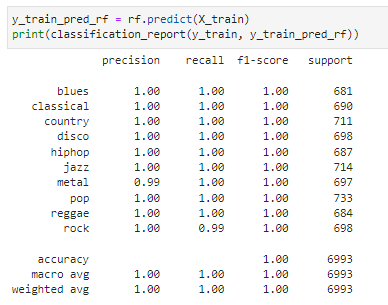 y_train_pred_rf = rf.predict(X_train)
print(classification_report(y_train, y_train_pred_rf))
precision recall f1-score support
blues 1.00 1.00 1.00 681
classical 1.00 1.00 1.00 690
country 1.00 1.00 1.00 711
disco 1.00 1.00 1.00 698
hiphop 1.00 1.00 1.00 687
jazz 1.00 1.00 1.00 714
metal 0.99 1.00 1.00 697
pop 1.00 1.00 1.00 733
reggae 1.00 1.00 1.00 684
rock 1.00 0.99 1.00 698
accuracy 1.00 6993
macro avg 1.00 1.00 1.00 6993
weighted avg 1.00 1.00 1.00 6993